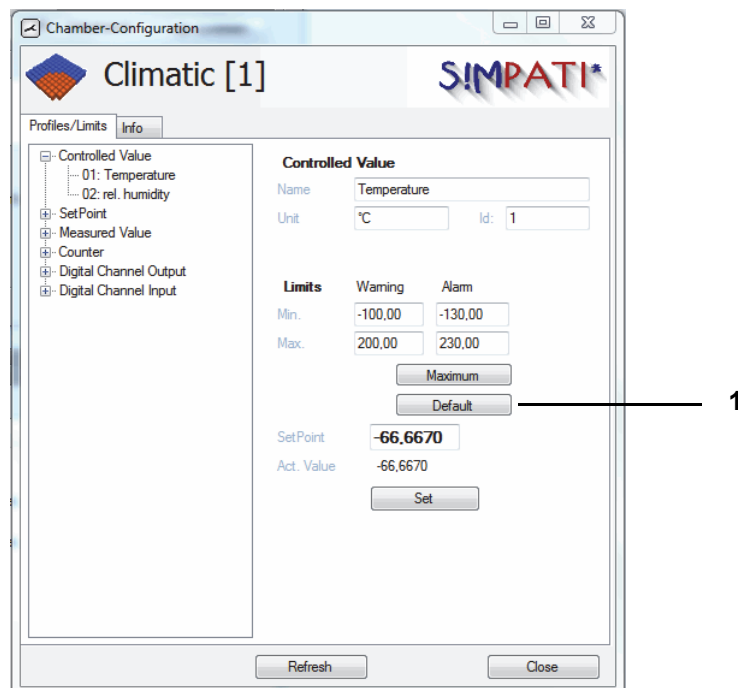 Chamber-Configuration
Climatic [1]
S!MPATI*
Profiles/Limits Info
Controlled Value
01: Temperature
02: rel. humidity
SetPoint
Measured Value
Counter
Digital Channel Output
Digital Channel Input
Controlled Value
Name Temperature
Unit °C Id: 1
Limits Warning Alarm
Min. -100,00 -130,00
Max. 200,00 230,00
Maximum
Default 1
SetPoint -66,6670
Act. Value -66,6670
Set
Refresh Close